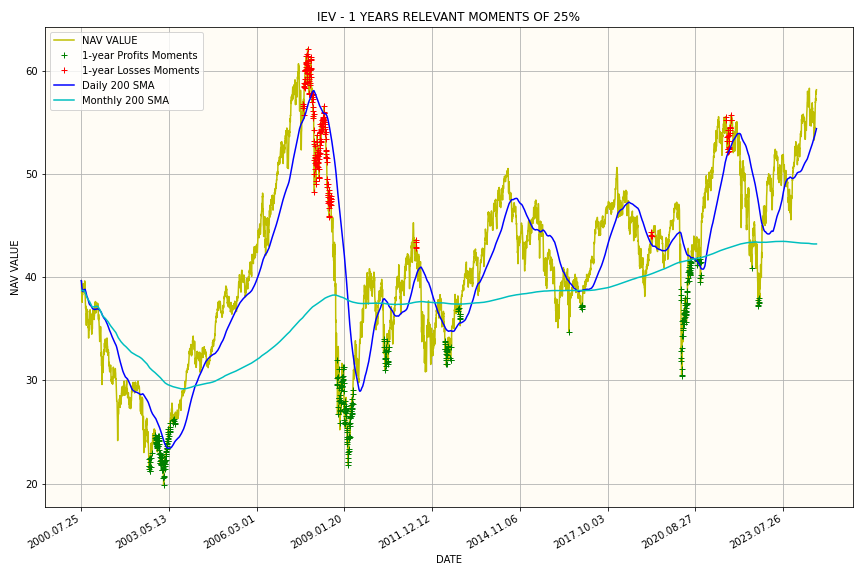 IEV - 1 YEARS RELEVANT MOMENTS OF 25%
NAV VALUE
1-year Profits Moments
1-year Losses Moments
Daily 200 SMA
Monthly 200 SMA
NAV VALUE
60
50
40
30
20
2000.07.25
2003.05.13
2006.03.01
2009.01.20
2011.12.12
2014.11.06
2017.10.03
2020.08.27
2023.07.26
DATE